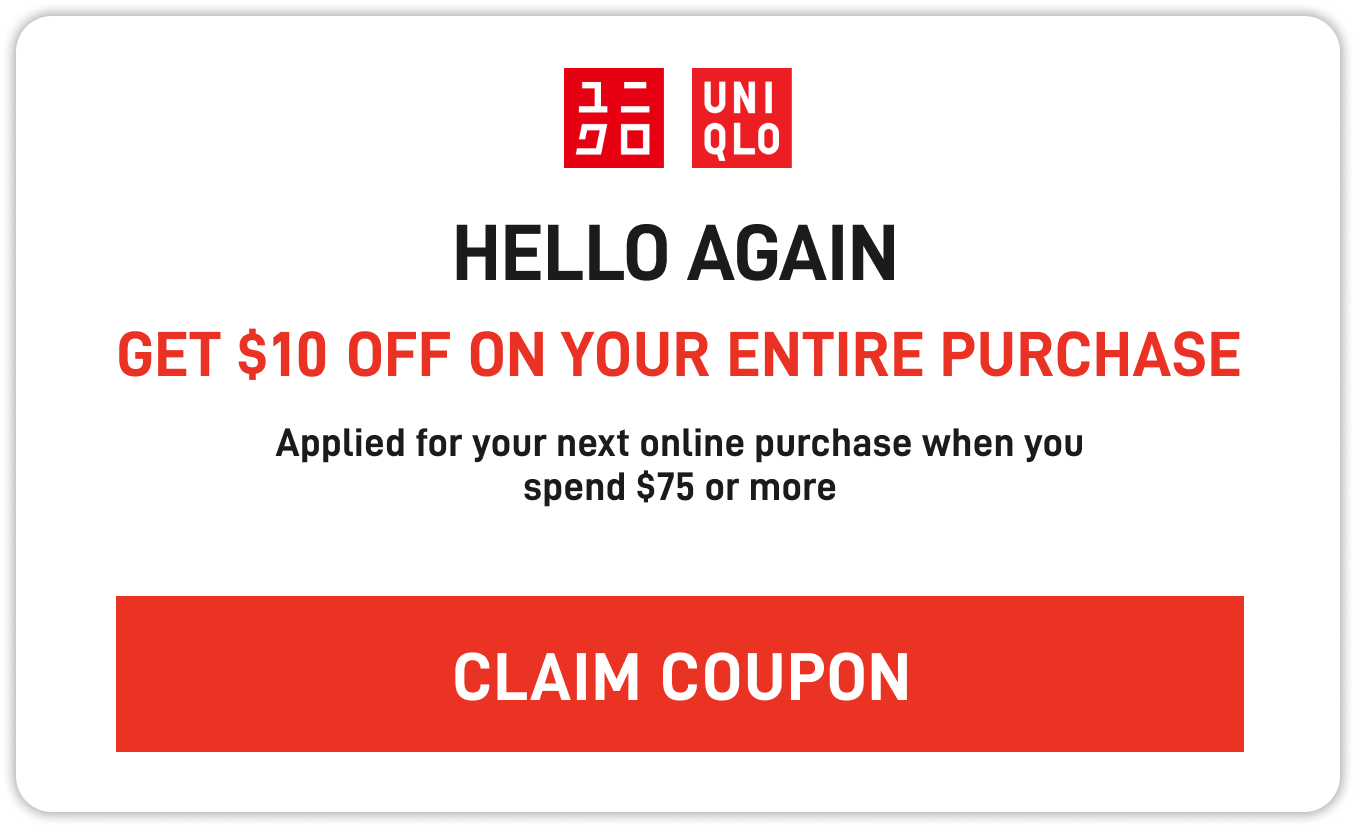 ユニ
クロ
UNI
QLO
HELLO AGAIN
GET $10 OFF ON YOUR ENTIRE PURCHASE
Applied for your next online purchase when you
spend $75 or more
CLAIM COUPON